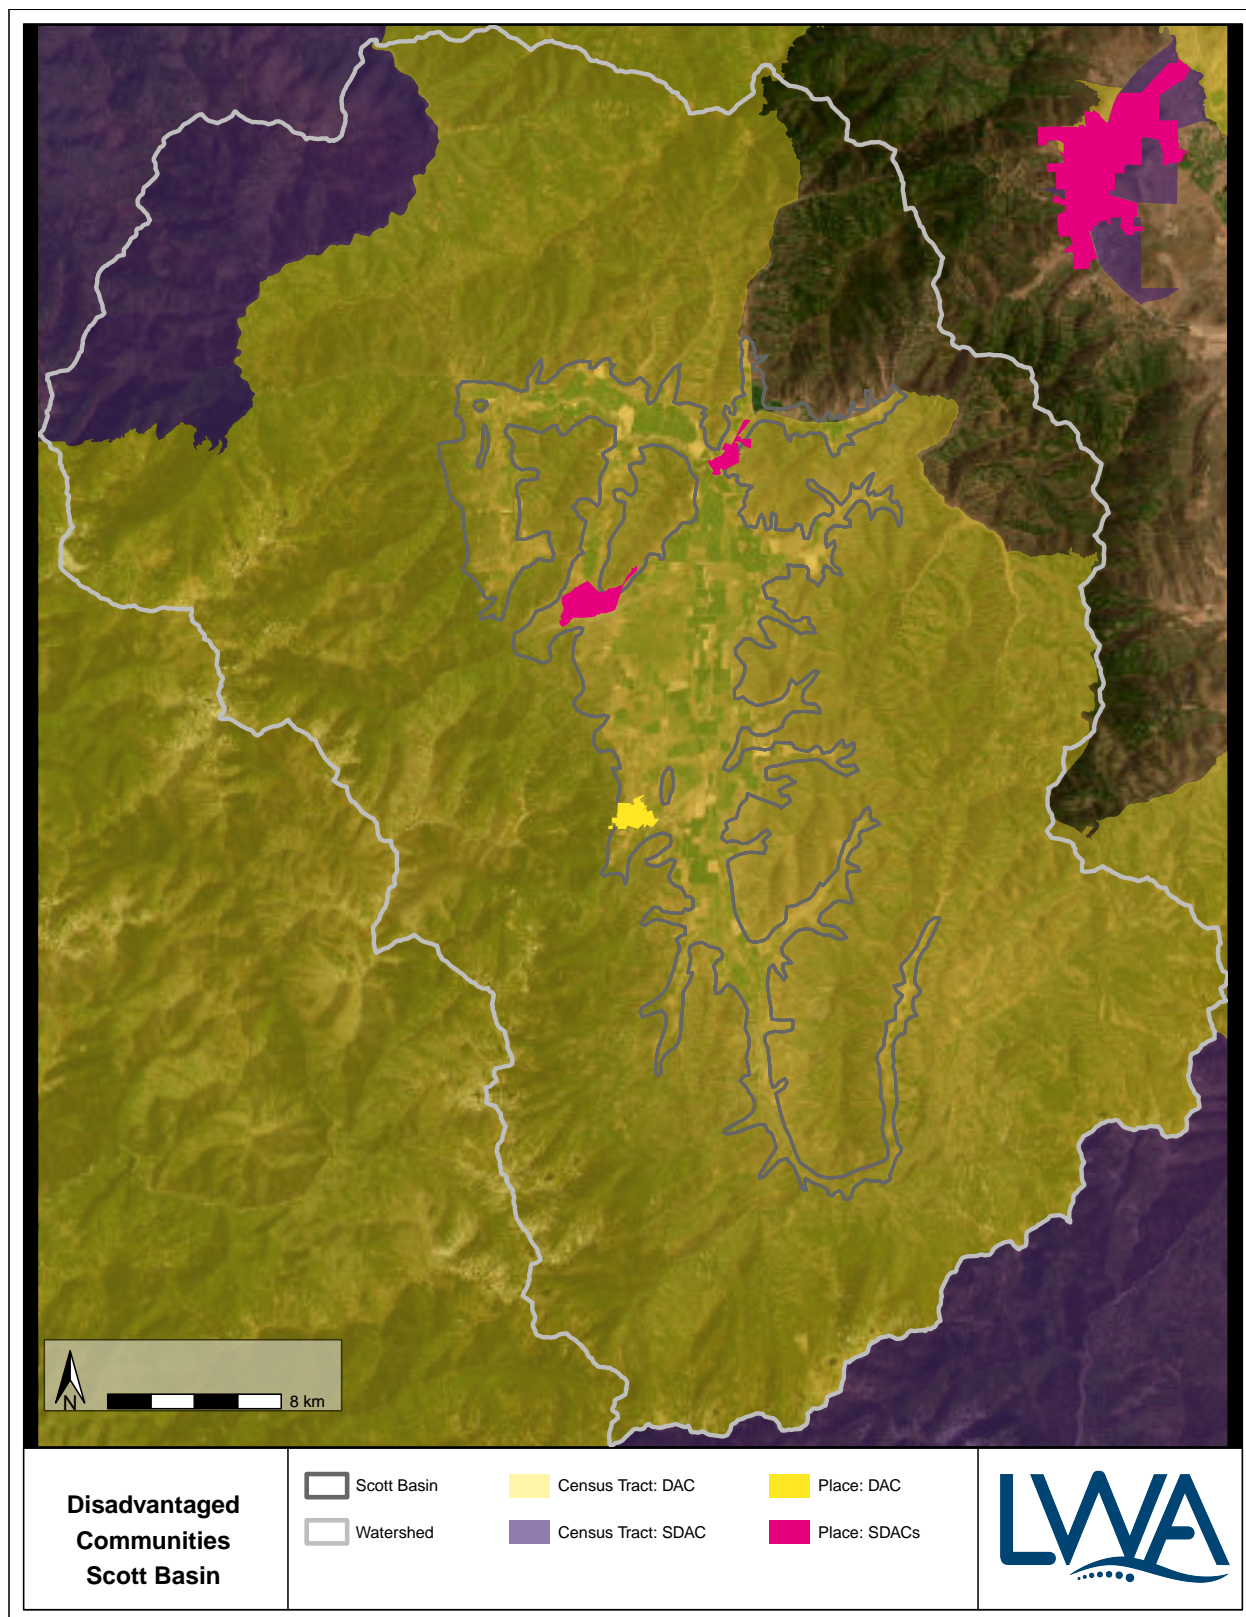 N
8 km
Disadvantaged
Communities
Scott Basin
Scott Basin
Watershed
Census Tract: DAC
Census Tract: SDAC
Place: DAC
Place: SDACs
LWA